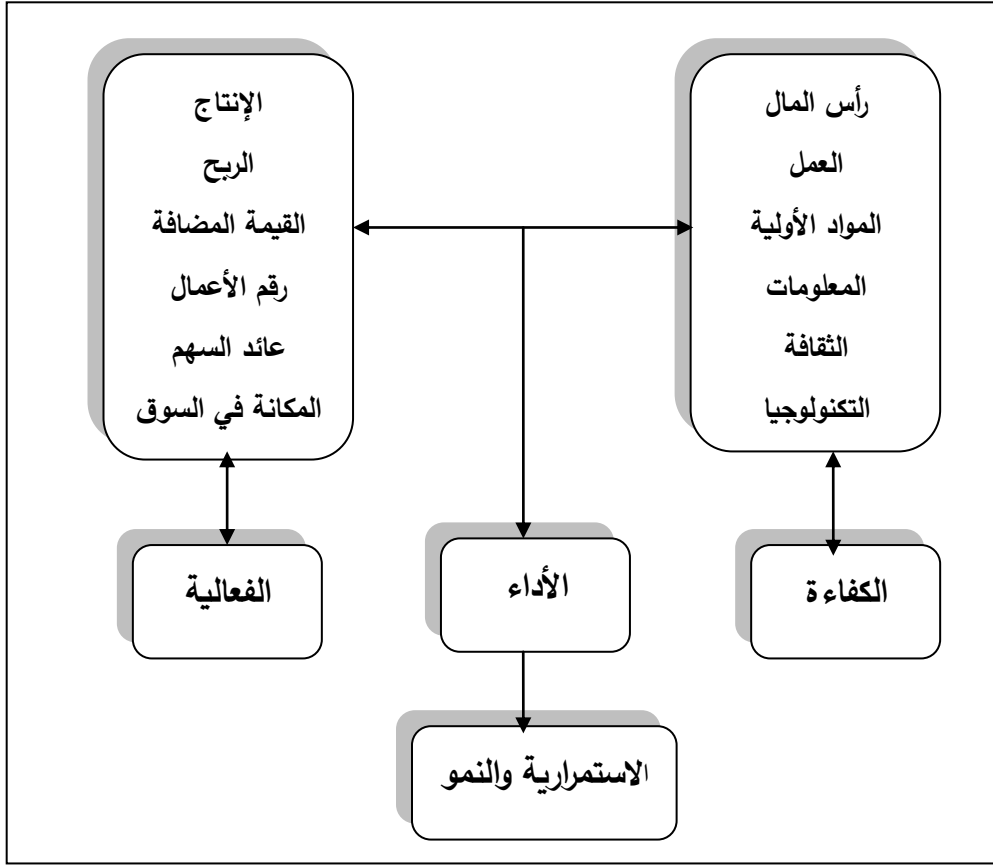 رأس المال
العمل
المواد الأولية
المعلومات
الثقافة
التكنولوجيا
الإنتاج
الربح
القيمة المضافة
رقم الأعمال
عائد السهم
المكانة في السوق
الكفاءة
الأداء
الفعالية
الاستمرارية والنمو